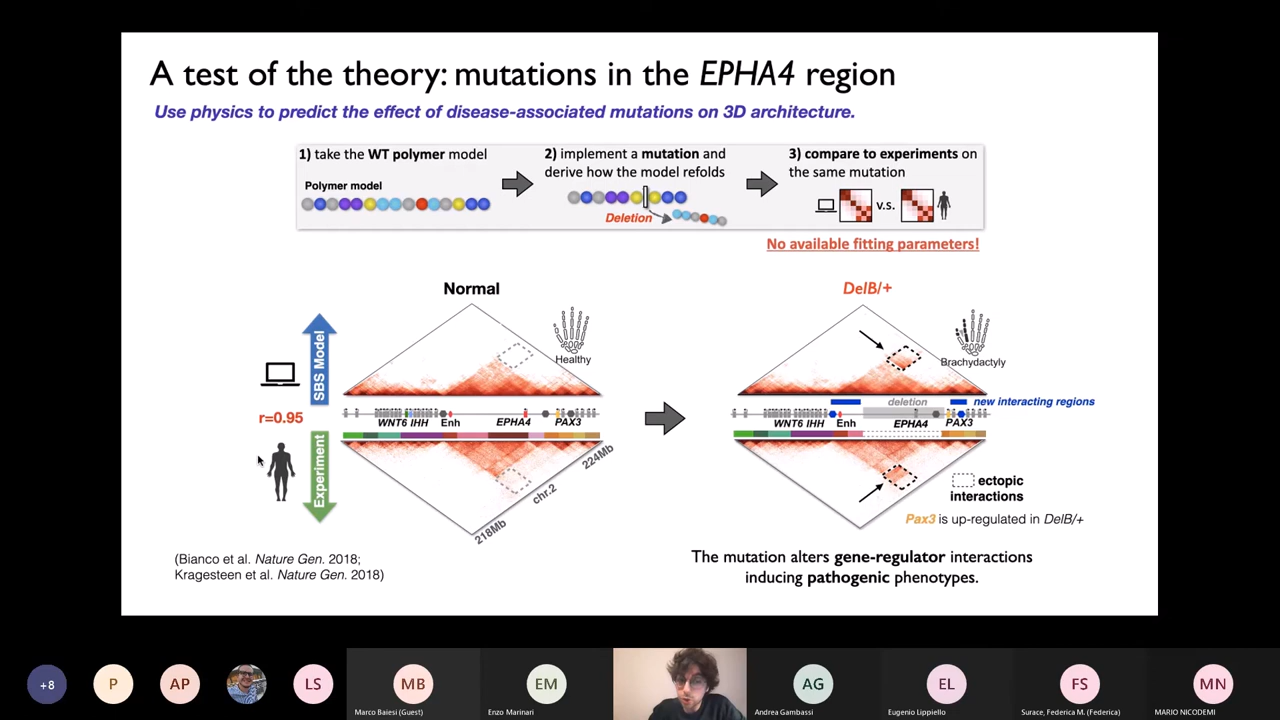 A test of the theory: mutations in the EPHA4 region
Use physics to predict the effect of disease-associated mutations on 3D architecture.
1) take the WT polymer model
Polymer model
2) implement a mutation and
derive how the model refolds
Deletion
3) compare to experiments on
the same mutation
v.s.
No available fitting parameters!
Normal
Healthy
SBS Model
r=0.95
Experiment
WNT6 IHH Enh EPHA4 PAX3
218Mb
chr.2
224Mb
DelB/+
Brachydactyly
deletion
new interacting regions
WNT6 IHH Enh EPHA4 PAX3
ectopic
interactions
Pax3 is up-regulated in DelB/+
(Bianco et al. Nature Gen. 2018;
Kragesteen et al. Nature Gen. 2018)
The mutation alters gene-regulator interactions
inducing pathogenic phenotypes.
+8
P
AP
LS
MB
Marco Baiesi (Guest)
EM
Enzo Marinari
AG
Andrea Gambassi
EL
Eugenio Lippiello
FS
Surace, Federica M. (Federica)
MN
MARIO NICODEMI